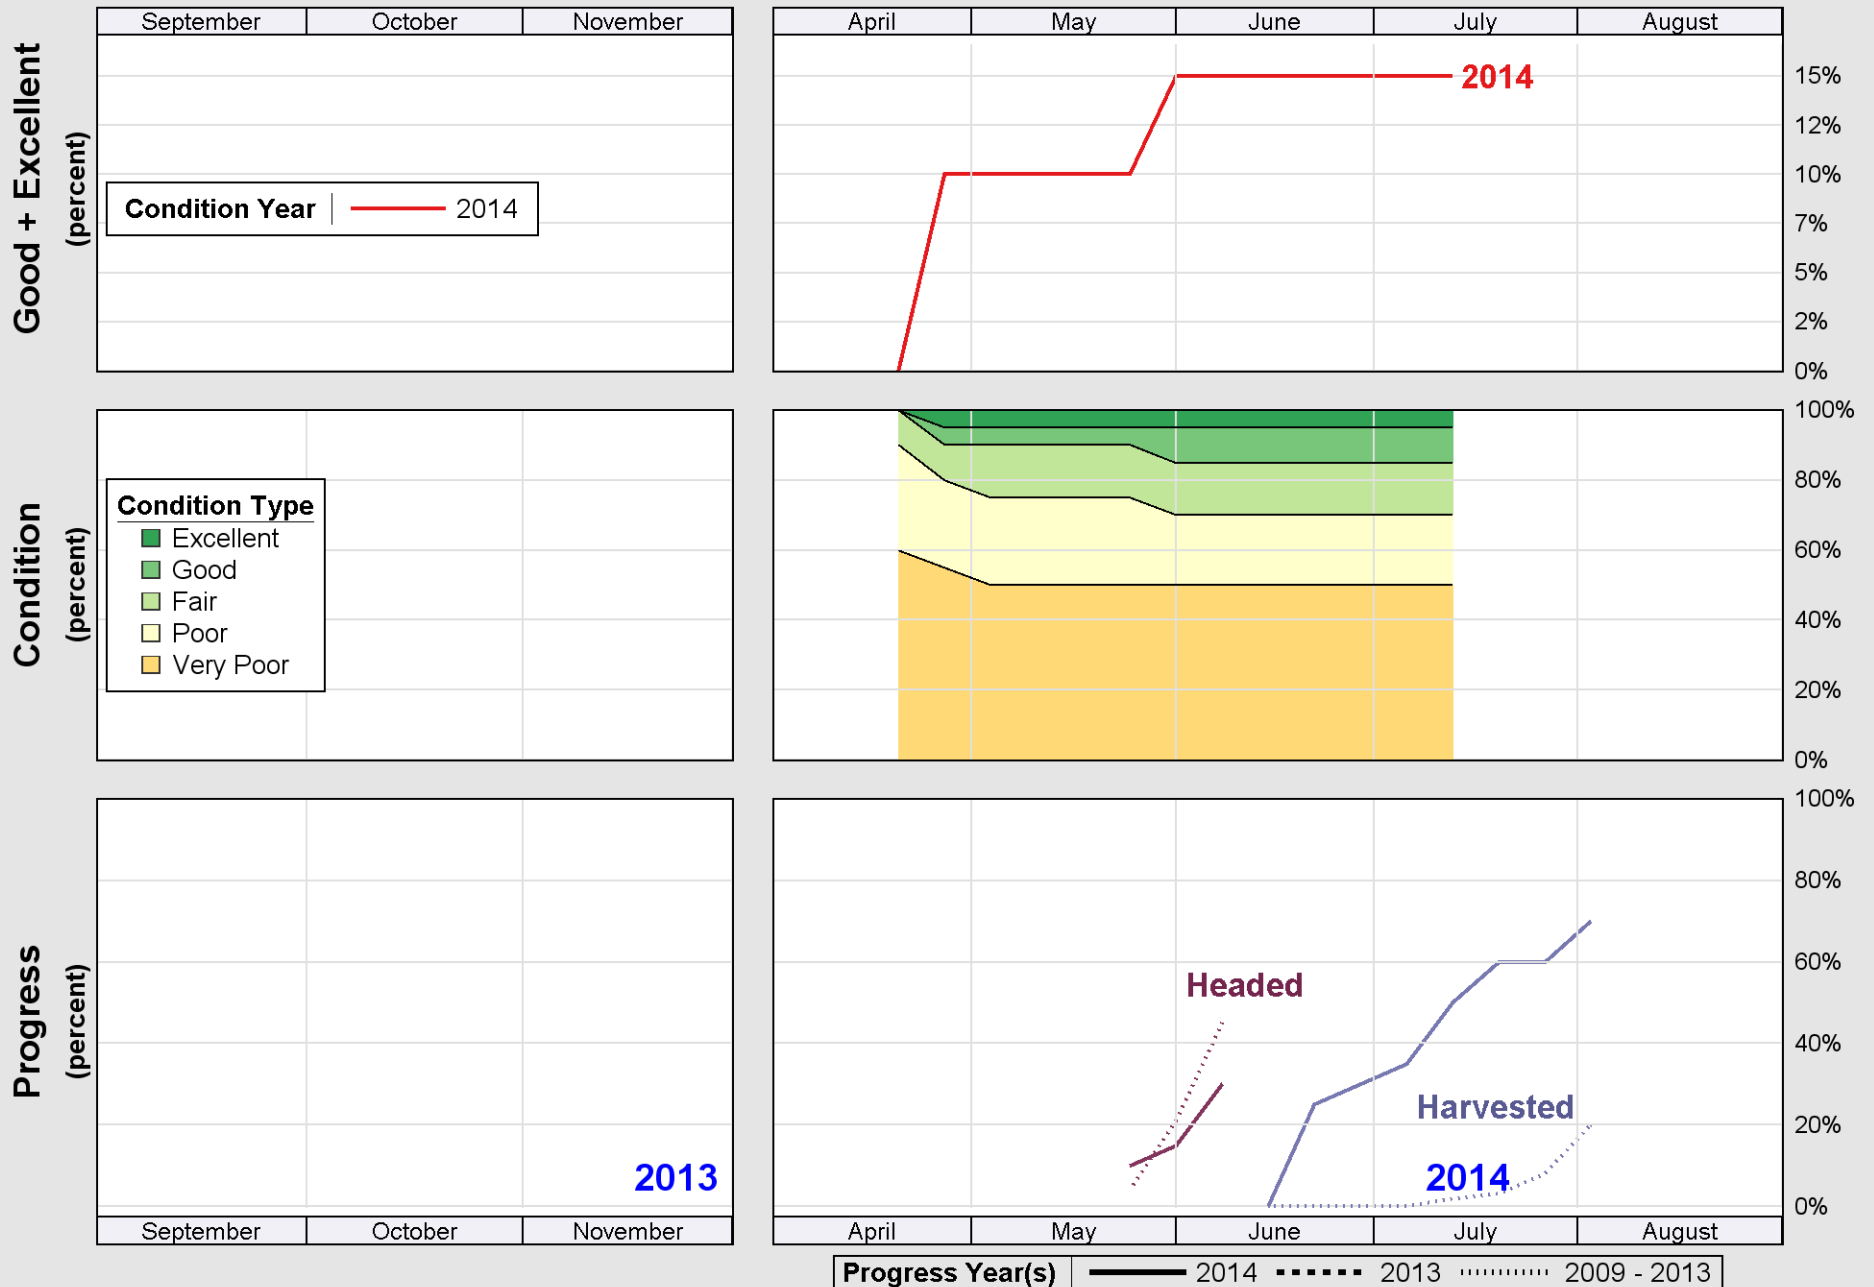 September October November April May June July August
Good + Excellent
(percent)
Condition Year 2014
2014
15%
12%
10%
7%
5%
2%
0%
Condition
(percent)
Condition Type
Excellent
Good
Fair
Poor
Very Poor
100%
80%
60%
40%
20%
0%
Progress
(percent)
Headed
Harvested
2013
2014
100%
80%
60%
40%
20%
0%
September October November April May June July August
Progress Year(s) 2014 2013 2009 - 2013